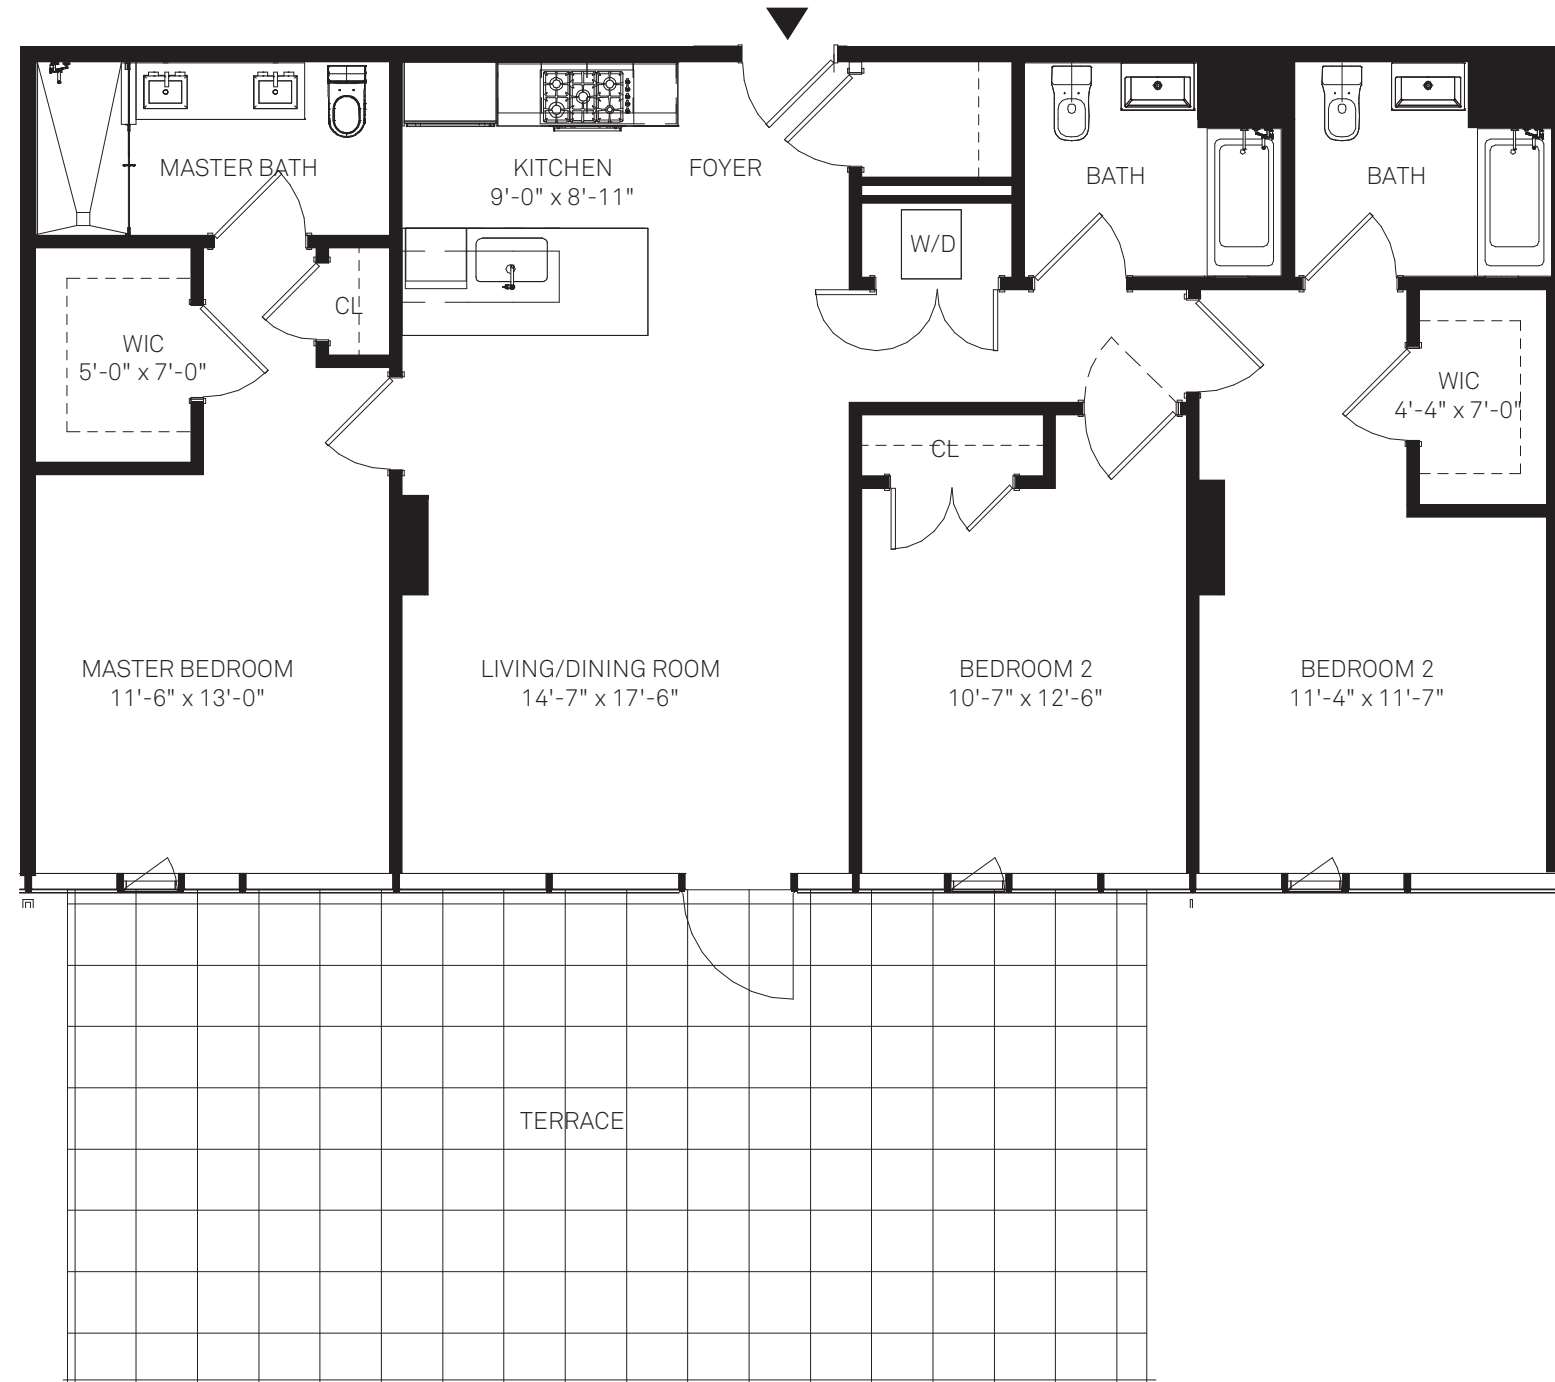 MASTER BATH
KITCHEN
9'-0" x 8'-11"
FOYER
BATH
BATH
W/D
CL
WIC
5'-0" x 7'-0"
WIC
4'-4" x 7'-0"
CL
MASTER BEDROOM
11'-6" x 13'-0"
LIVING/DINING ROOM
14'-7" x 17'-6"
BEDROOM 2
10'-7" x 12'-6"
BEDROOM 2
11'-4" x 11'-7"
TERRACE